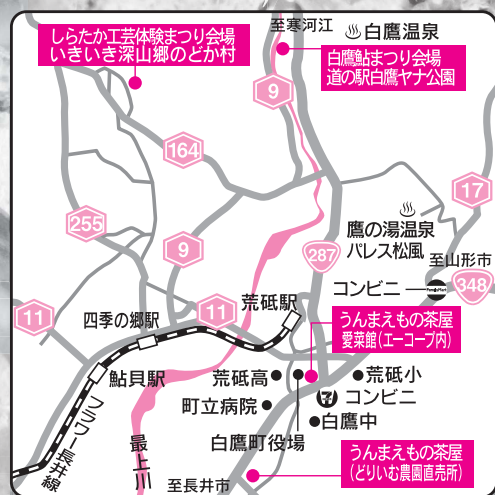 しらたか工芸体験まつり会場
いきいき深山郷のどか村
至寒河江
白鷹温泉
白鷹鮎まつり会場
道の駅白鷹ヤナ公園
9
164
17
255
9
鷹の湯温泉
パレス松風
287
至山形市
コンビニ
FamilyMart
348
11
11
荒砥駅
四季の郷駅
うんまえもの茶屋
愛菜館(エーコープ内)
鮎貝駅
荒砥高
荒砥小
7
コンビニ
町立病院
白鷹中
フラワー長井線
最上川
白鷹町役場
うんまえもの茶屋
(どりいむ農園直売所)
至長井市